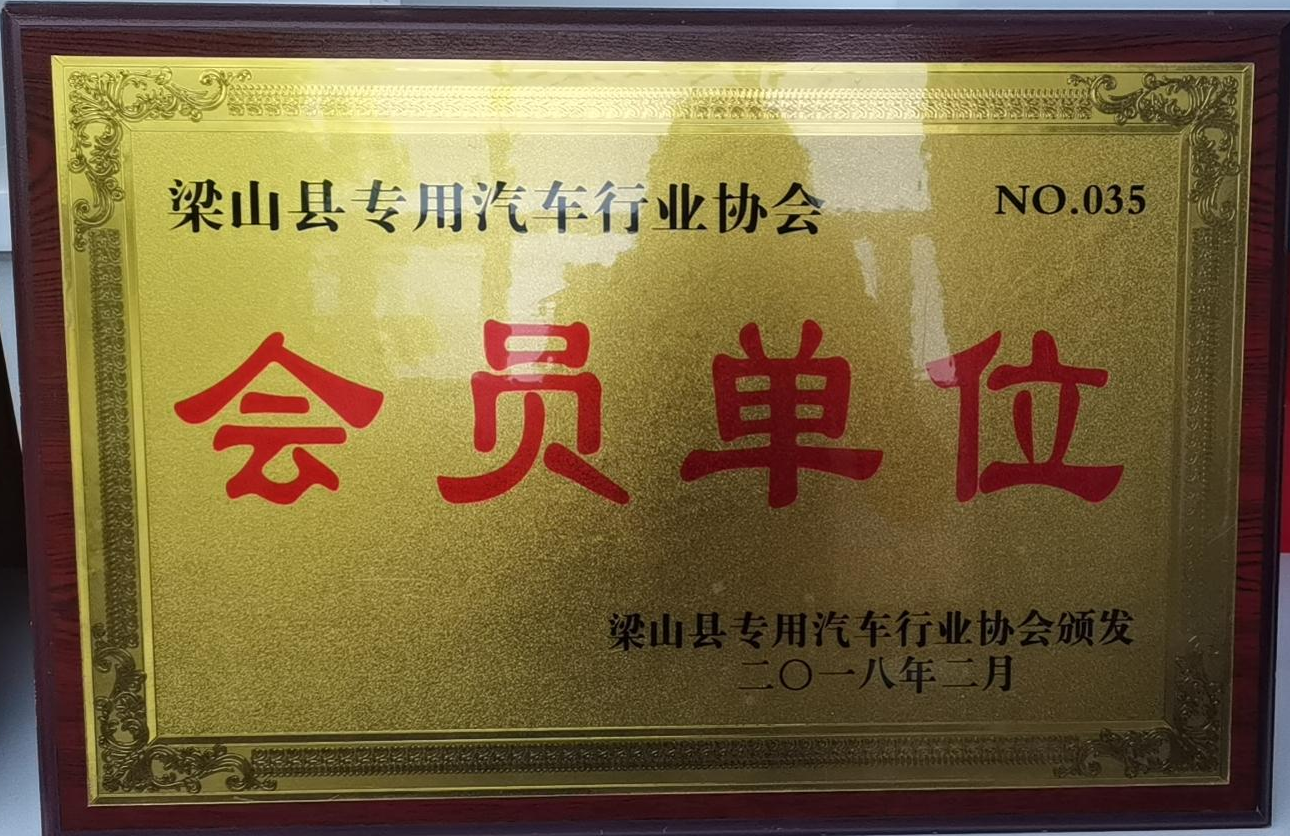 梁山县专用汽车行业协会 NO.035
会员单位
梁山县专用汽车行业协会颁发
二〇一八年二月